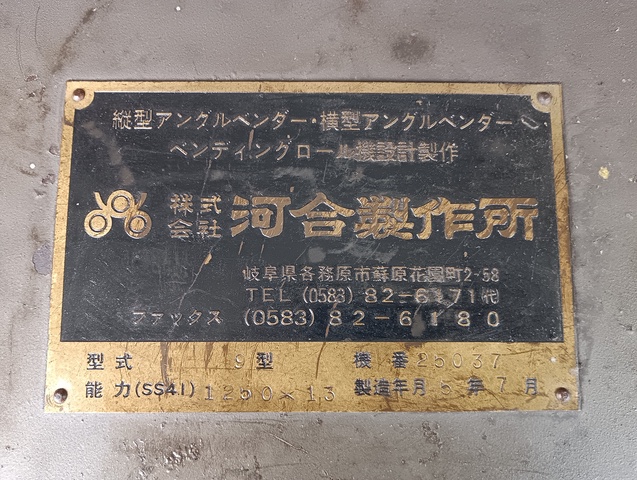 縦型アングルベンダー・横型アングルベンダー
ベンディングロール機設計製作
株式会社 河合製作所
岐阜県各務原市蘇原花園町2-58
TEL (0583) 82-6171代
ファックス (0583) 82-6180
型式 9型 機番 25037
能力(SS41) 1250×13 製造年月 5年7月